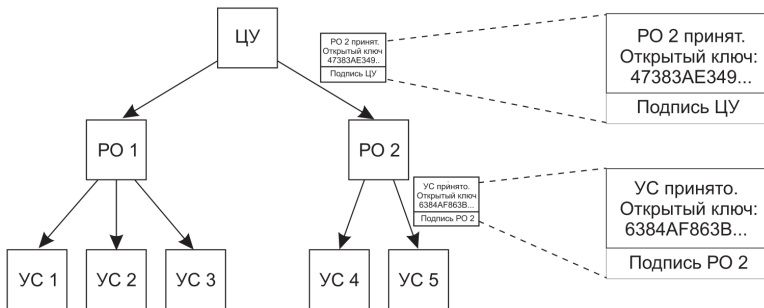 ЦУ
РО 2 принят.
Открытый ключ
47383AE349..
Подпись ЦУ
РО 2 принят.
Открытый ключ:
47383AE349...
Подпись ЦУ
РО 1
РО 2
УС принято.
Открытый ключ
6384AF863B...
Подпись РО 2
УС принято.
Открытый ключ:
6384AF863B...
Подпись РО 2
УС 1
УС 2
УС 3
УС 4
УС 5